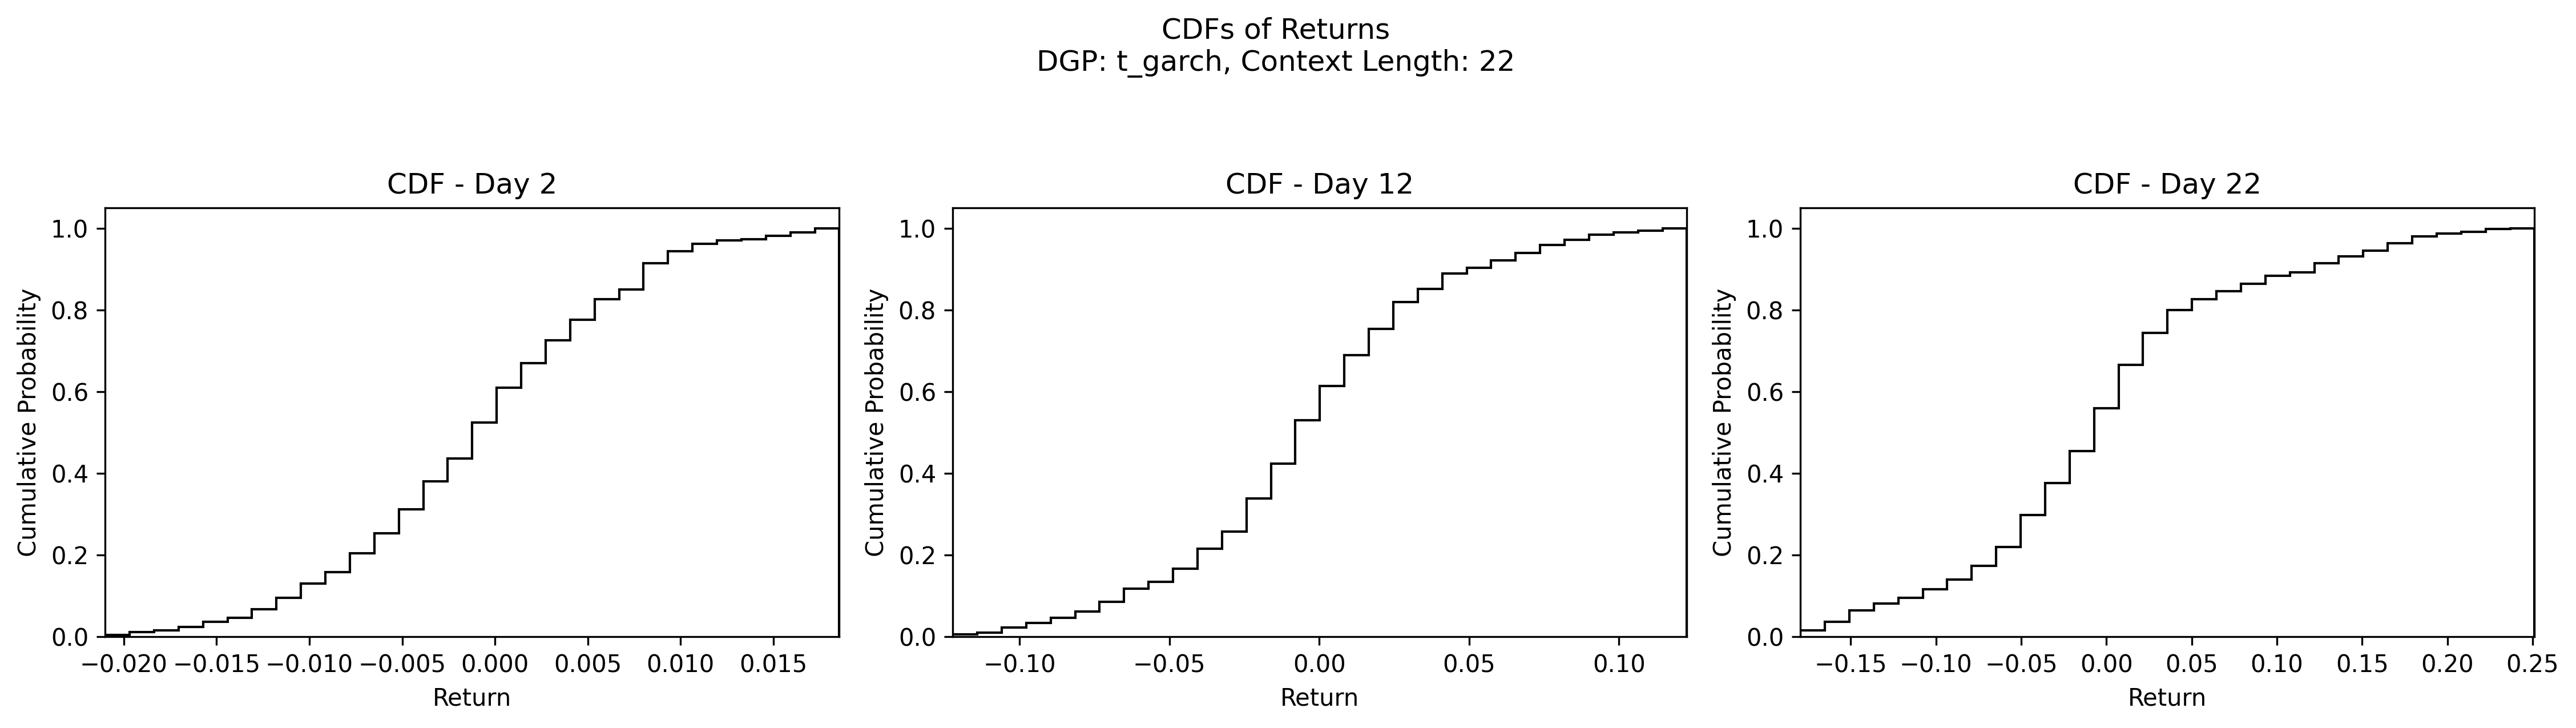 CDFs of Returns
DGP: t_garch, Context Length: 22
CDF - Day 2
1.0
0.8
0.6
0.4
0.2
0.0
Cumulative Probability
−0.020 −0.015 −0.010 −0.005 0.000 0.005 0.010 0.015
Return
CDF - Day 12
1.0
0.8
0.6
0.4
0.2
0.0
Cumulative Probability
−0.10 −0.05 0.00 0.05 0.10
Return
CDF - Day 22
1.0
0.8
0.6
0.4
0.2
0.0
Cumulative Probability
−0.15 −0.10 −0.05 0.00 0.05 0.10 0.15 0.20 0.25
Return